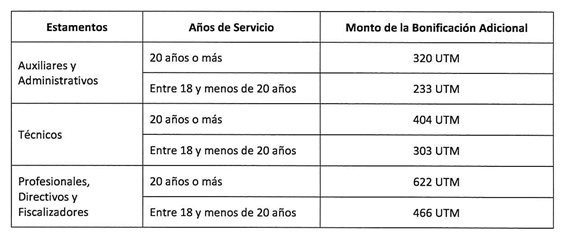 Estamentos Años de Servicio Monto de la Bonificación Adicional
Auxiliares y
Administrativos
20 años o más 320 UTM
Entre 18 y menos de 20 años 233 UTM
Técnicos
20 años o más 404 UTM
Entre 18 y menos de 20 años 303 UTM
Profesionales,
Directivos y
Fiscalizadores
20 años o más 622 UTM
Entre 18 y menos de 20 años 466 UTM